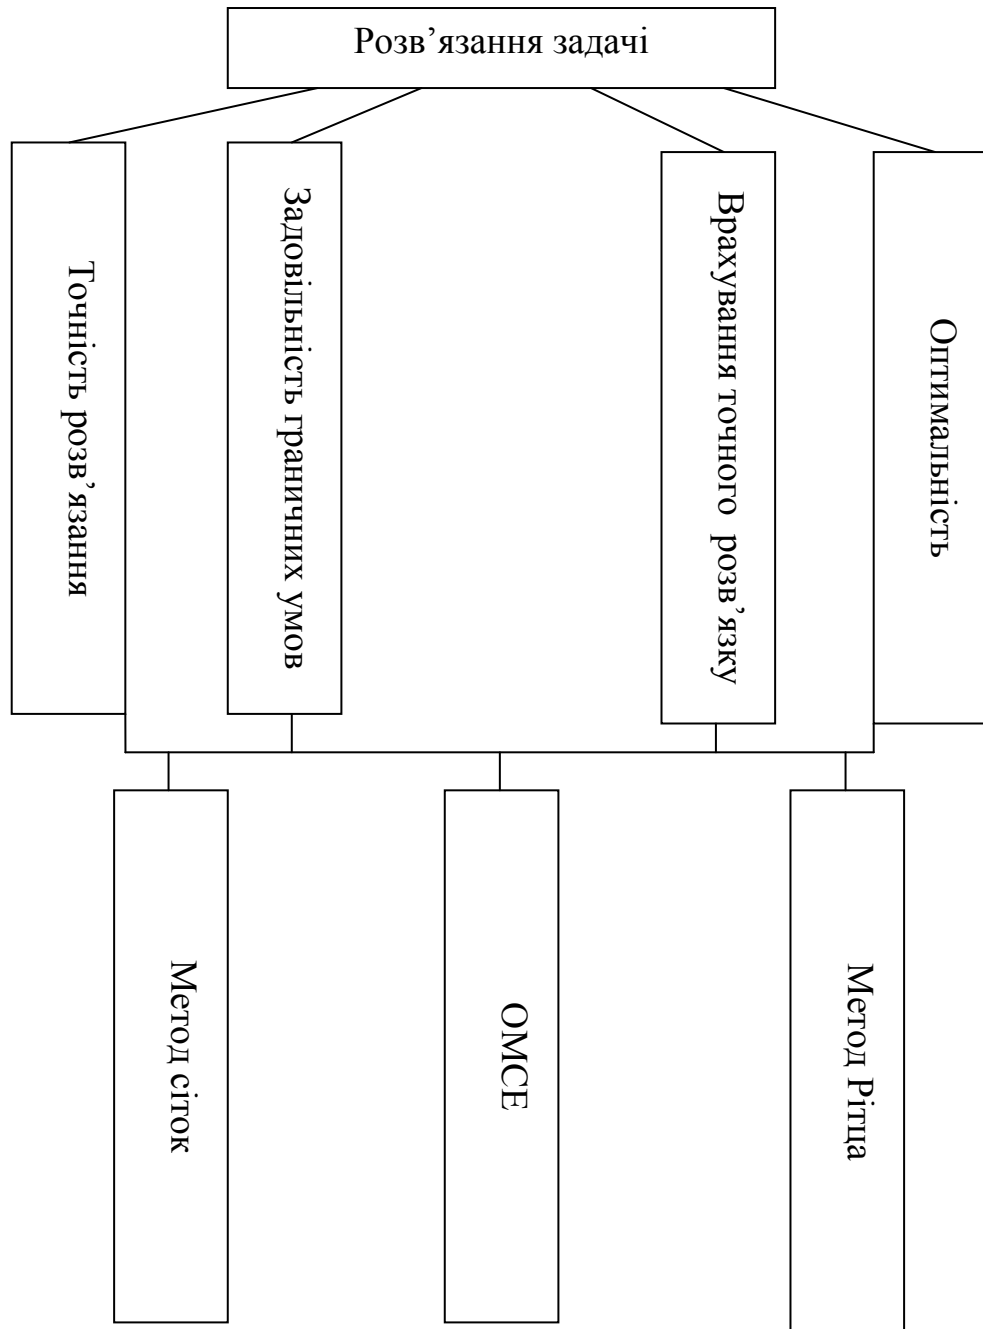 Розв’язання задачі
Точність розв’язання
Задовільність граничних умов
Врахування точного розв’язку
Оптимальність
Метод сіток
ОМСЕ
Метод Рітца